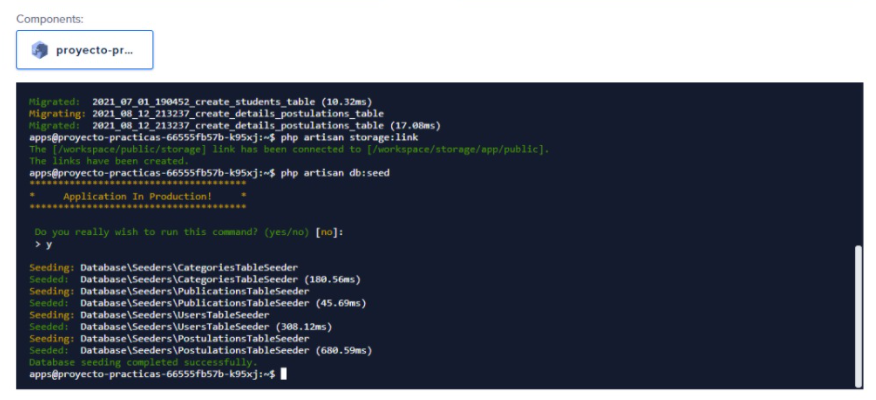 Components:
proyecto-pr...
Migrated:  2021_07_01_190452_create_students_table (10.32ms)
Migrating: 2021_08_12_213237_create_details_postulations_table
Migrated:  2021_08_12_213237_create_details_postulations_table (17.08ms)
apps@proyecto-practicas-66555fb57b-k95xj:~$ php artisan storage:link
The [/workspace/public/storage] link has been connected to [/workspace/storage/app/public].
The links have been created.
apps@proyecto-practicas-66555fb57b-k95xj:~$ php artisan db:seed
**************************************
*     Application In Production!     *
**************************************
Do you really wish to run this command? (yes/no) [no]:
> y
Seeding: Database\Seeders\CategoriesTableSeeder
Seeded:  Database\Seeders\CategoriesTableSeeder (180.56ms)
Seeding: Database\Seeders\PublicationsTableSeeder
Seeded:  Database\Seeders\PublicationsTableSeeder (45.69ms)
Seeding: Database\Seeders\UsersTableSeeder
Seeded:  Database\Seeders\UsersTableSeeder (308.12ms)
Seeding: Database\Seeders\PostulationsTableSeeder
Seeded:  Database\Seeders\PostulationsTableSeeder (680.59ms)
Database seeding completed successfully.
apps@proyecto-practicas-66555fb57b-k95xj:~$